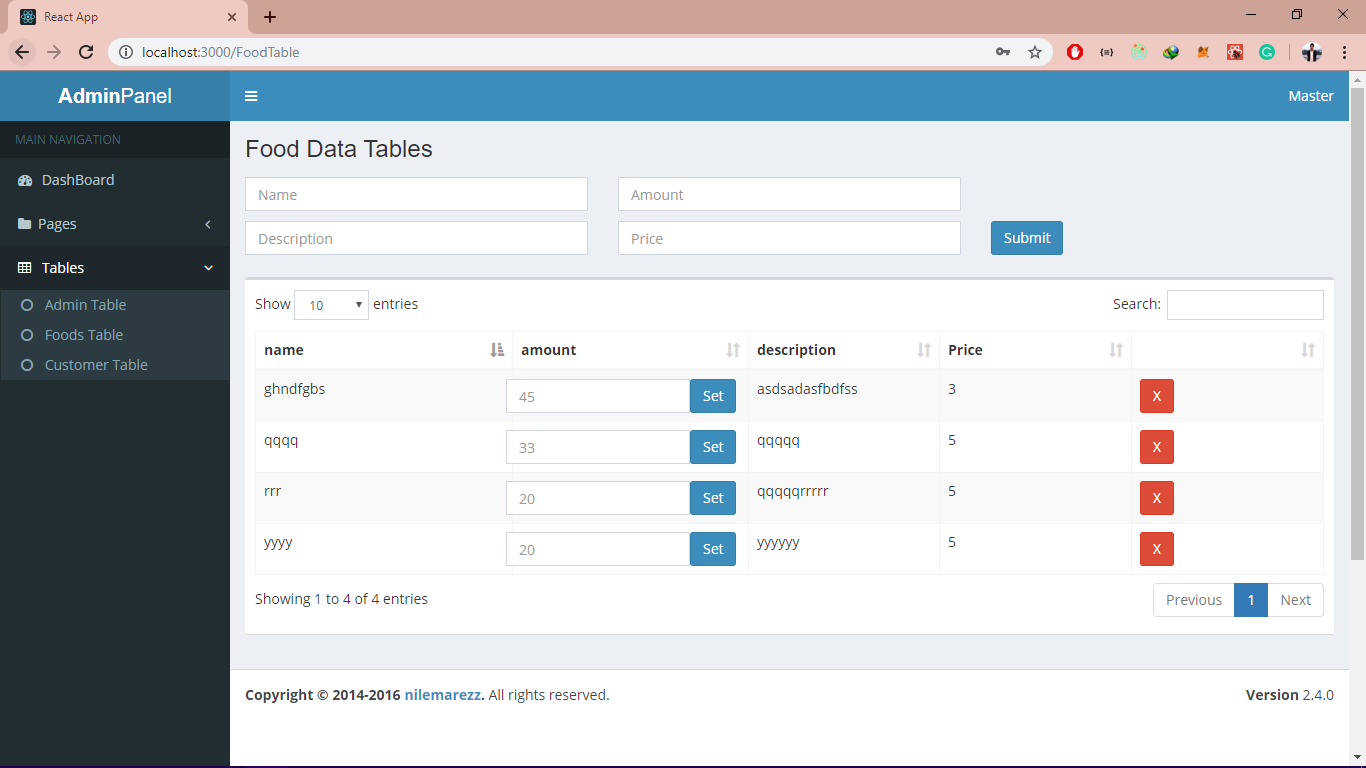 React App
localhost:3000/FoodTable
AdminPanel
Master
MAIN NAVIGATION
DashBoard
Pages
Tables
Admin Table
Foods Table
Customer Table
Food Data Tables
Name Amount
Description Price Submit
Show 10 entries Search:
name amount description Price
ghndfgbs 45 Set asdsadasfbdfss 3 X
qqqq 33 Set qqqqq 5 X
rrr 20 Set qqqqqrrrrr 5 X
yyyy 20 Set yyyyyy 5 X
Showing 1 to 4 of 4 entries Previous 1 Next
Copyright © 2014-2016 nilemarezz. All rights reserved. Version 2.4.0